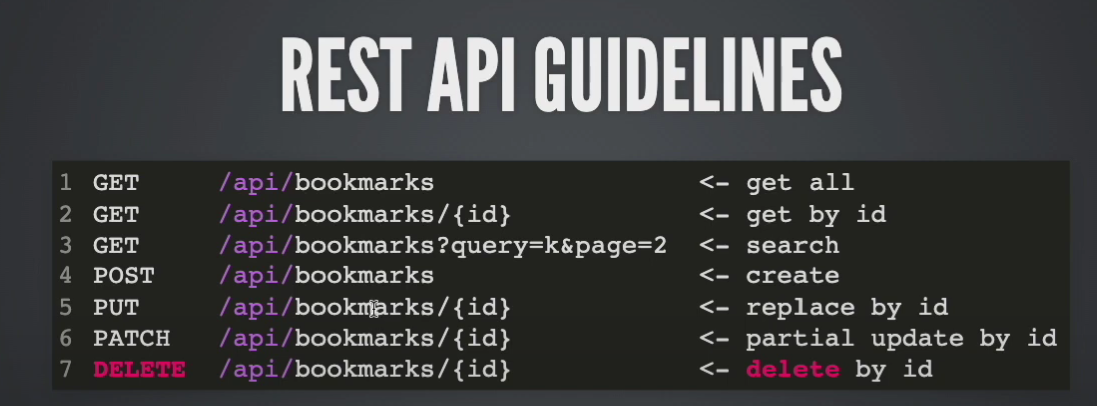 REST API GUIDELINES
1 GET /api/bookmarks <- get all
2 GET /api/bookmarks/{id} <- get by id
3 GET /api/bookmarks?query=k&page=2 <- search
4 POST /api/bookmarks <- create
5 PUT /api/bookmarks/{id} <- replace by id
6 PATCH /api/bookmarks/{id} <- partial update by id
7 DELETE /api/bookmarks/{id} <- delete by id